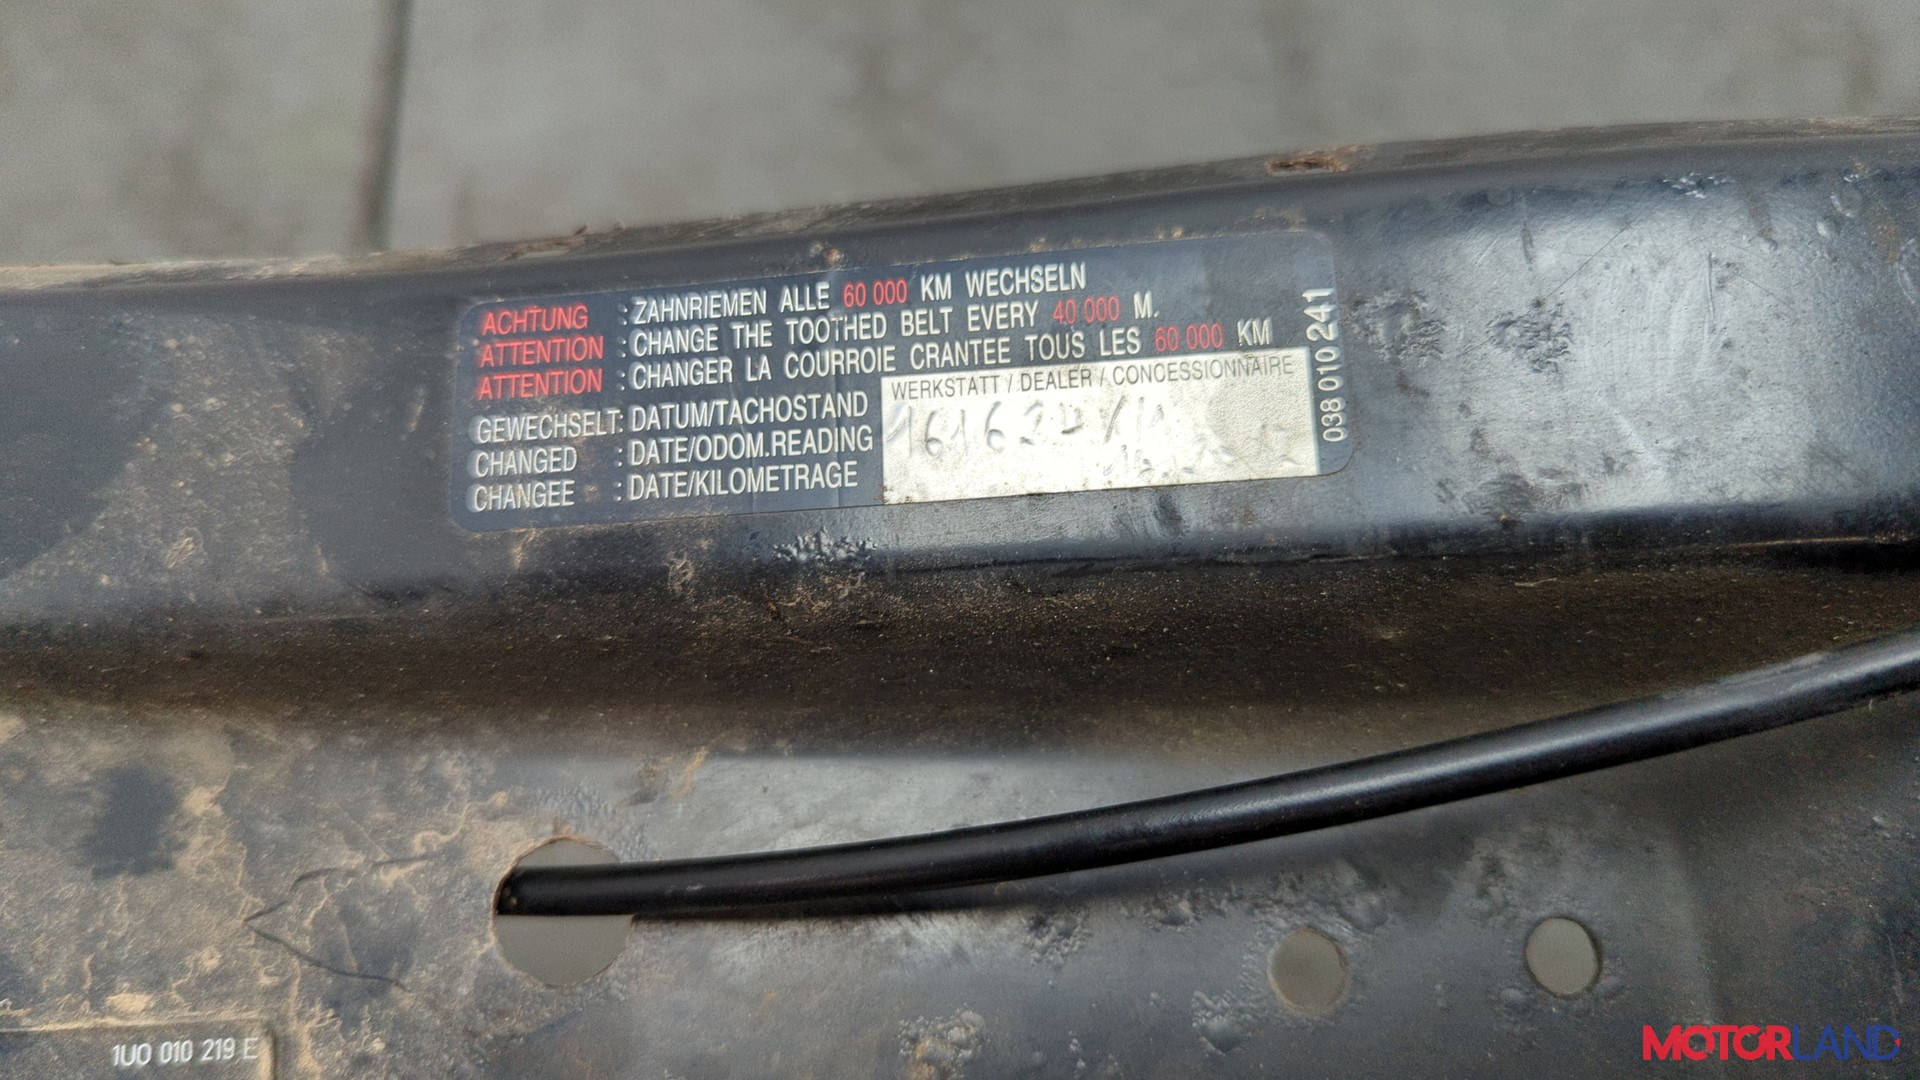 ACHTUNG : ZAHNRIEMEN ALLE 60 000 KM WECHSELN
ATTENTION : CHANGE THE TOOTHED BELT EVERY 40 000 M.
ATTENTION : CHANGER LA COURROIE CRANTEE TOUS LES 60 000 KM
WERKSTATT / DEALER / CONCESSIONNAIRE
GEWECHSELT: DATUM/TACHOSTAND
CHANGED : DATE/ODOM.READING
CHANGEE : DATE/KILOMETRAGE
038 010 241
1U0 010 219 E
MOTORLAND